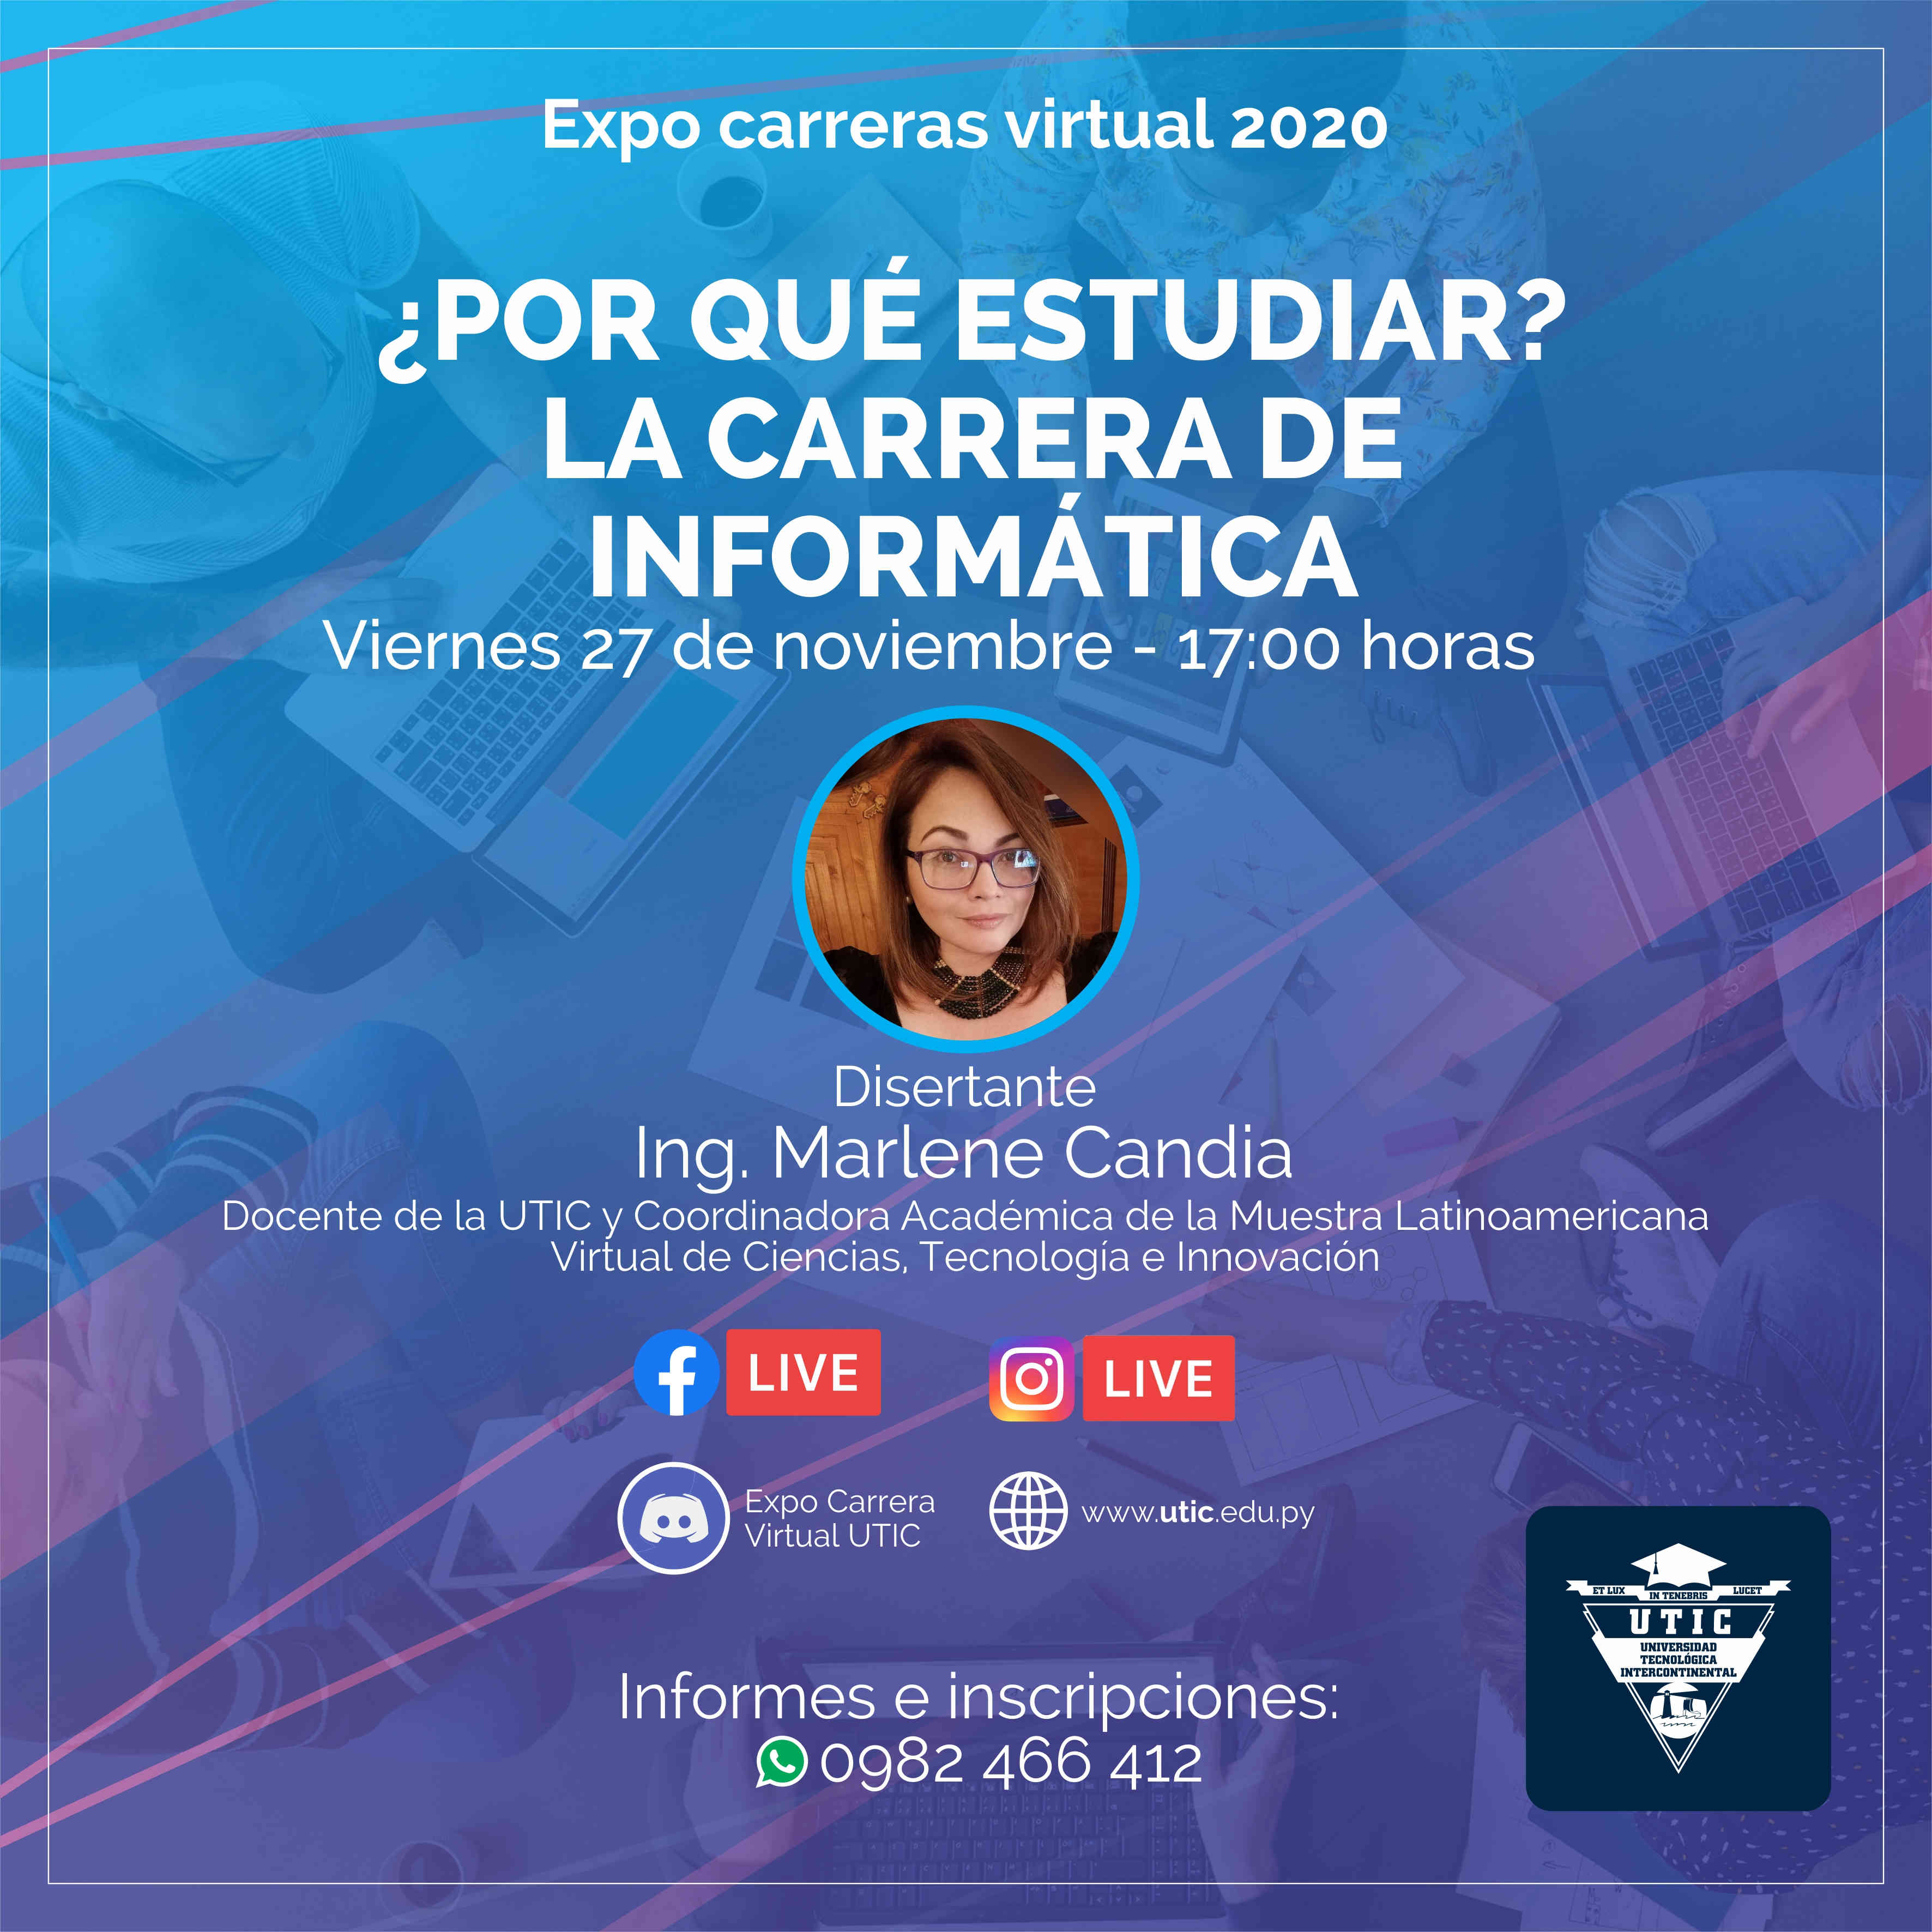 Expo carreras virtual 2020
¿POR QUÉ ESTUDIAR?
LA CARRERA DE
INFORMÁTICA
Viernes 27 de noviembre - 17:00 horas
Disertante
Ing. Marlene Candia
Docente de la UTIC y Coordinadora Académica de la Muestra Latinoamericana
Virtual de Ciencias, Tecnología e Innovación
LIVE
LIVE
Expo Carrera
Virtual UTIC
www.utic.edu.py
ET LUX IN TENEBRIS LUCET
UTIC
UNIVERSIDAD
TECNOLÓGICA
INTERCONTINENTAL
Informes e inscripciones:
0982 466 412